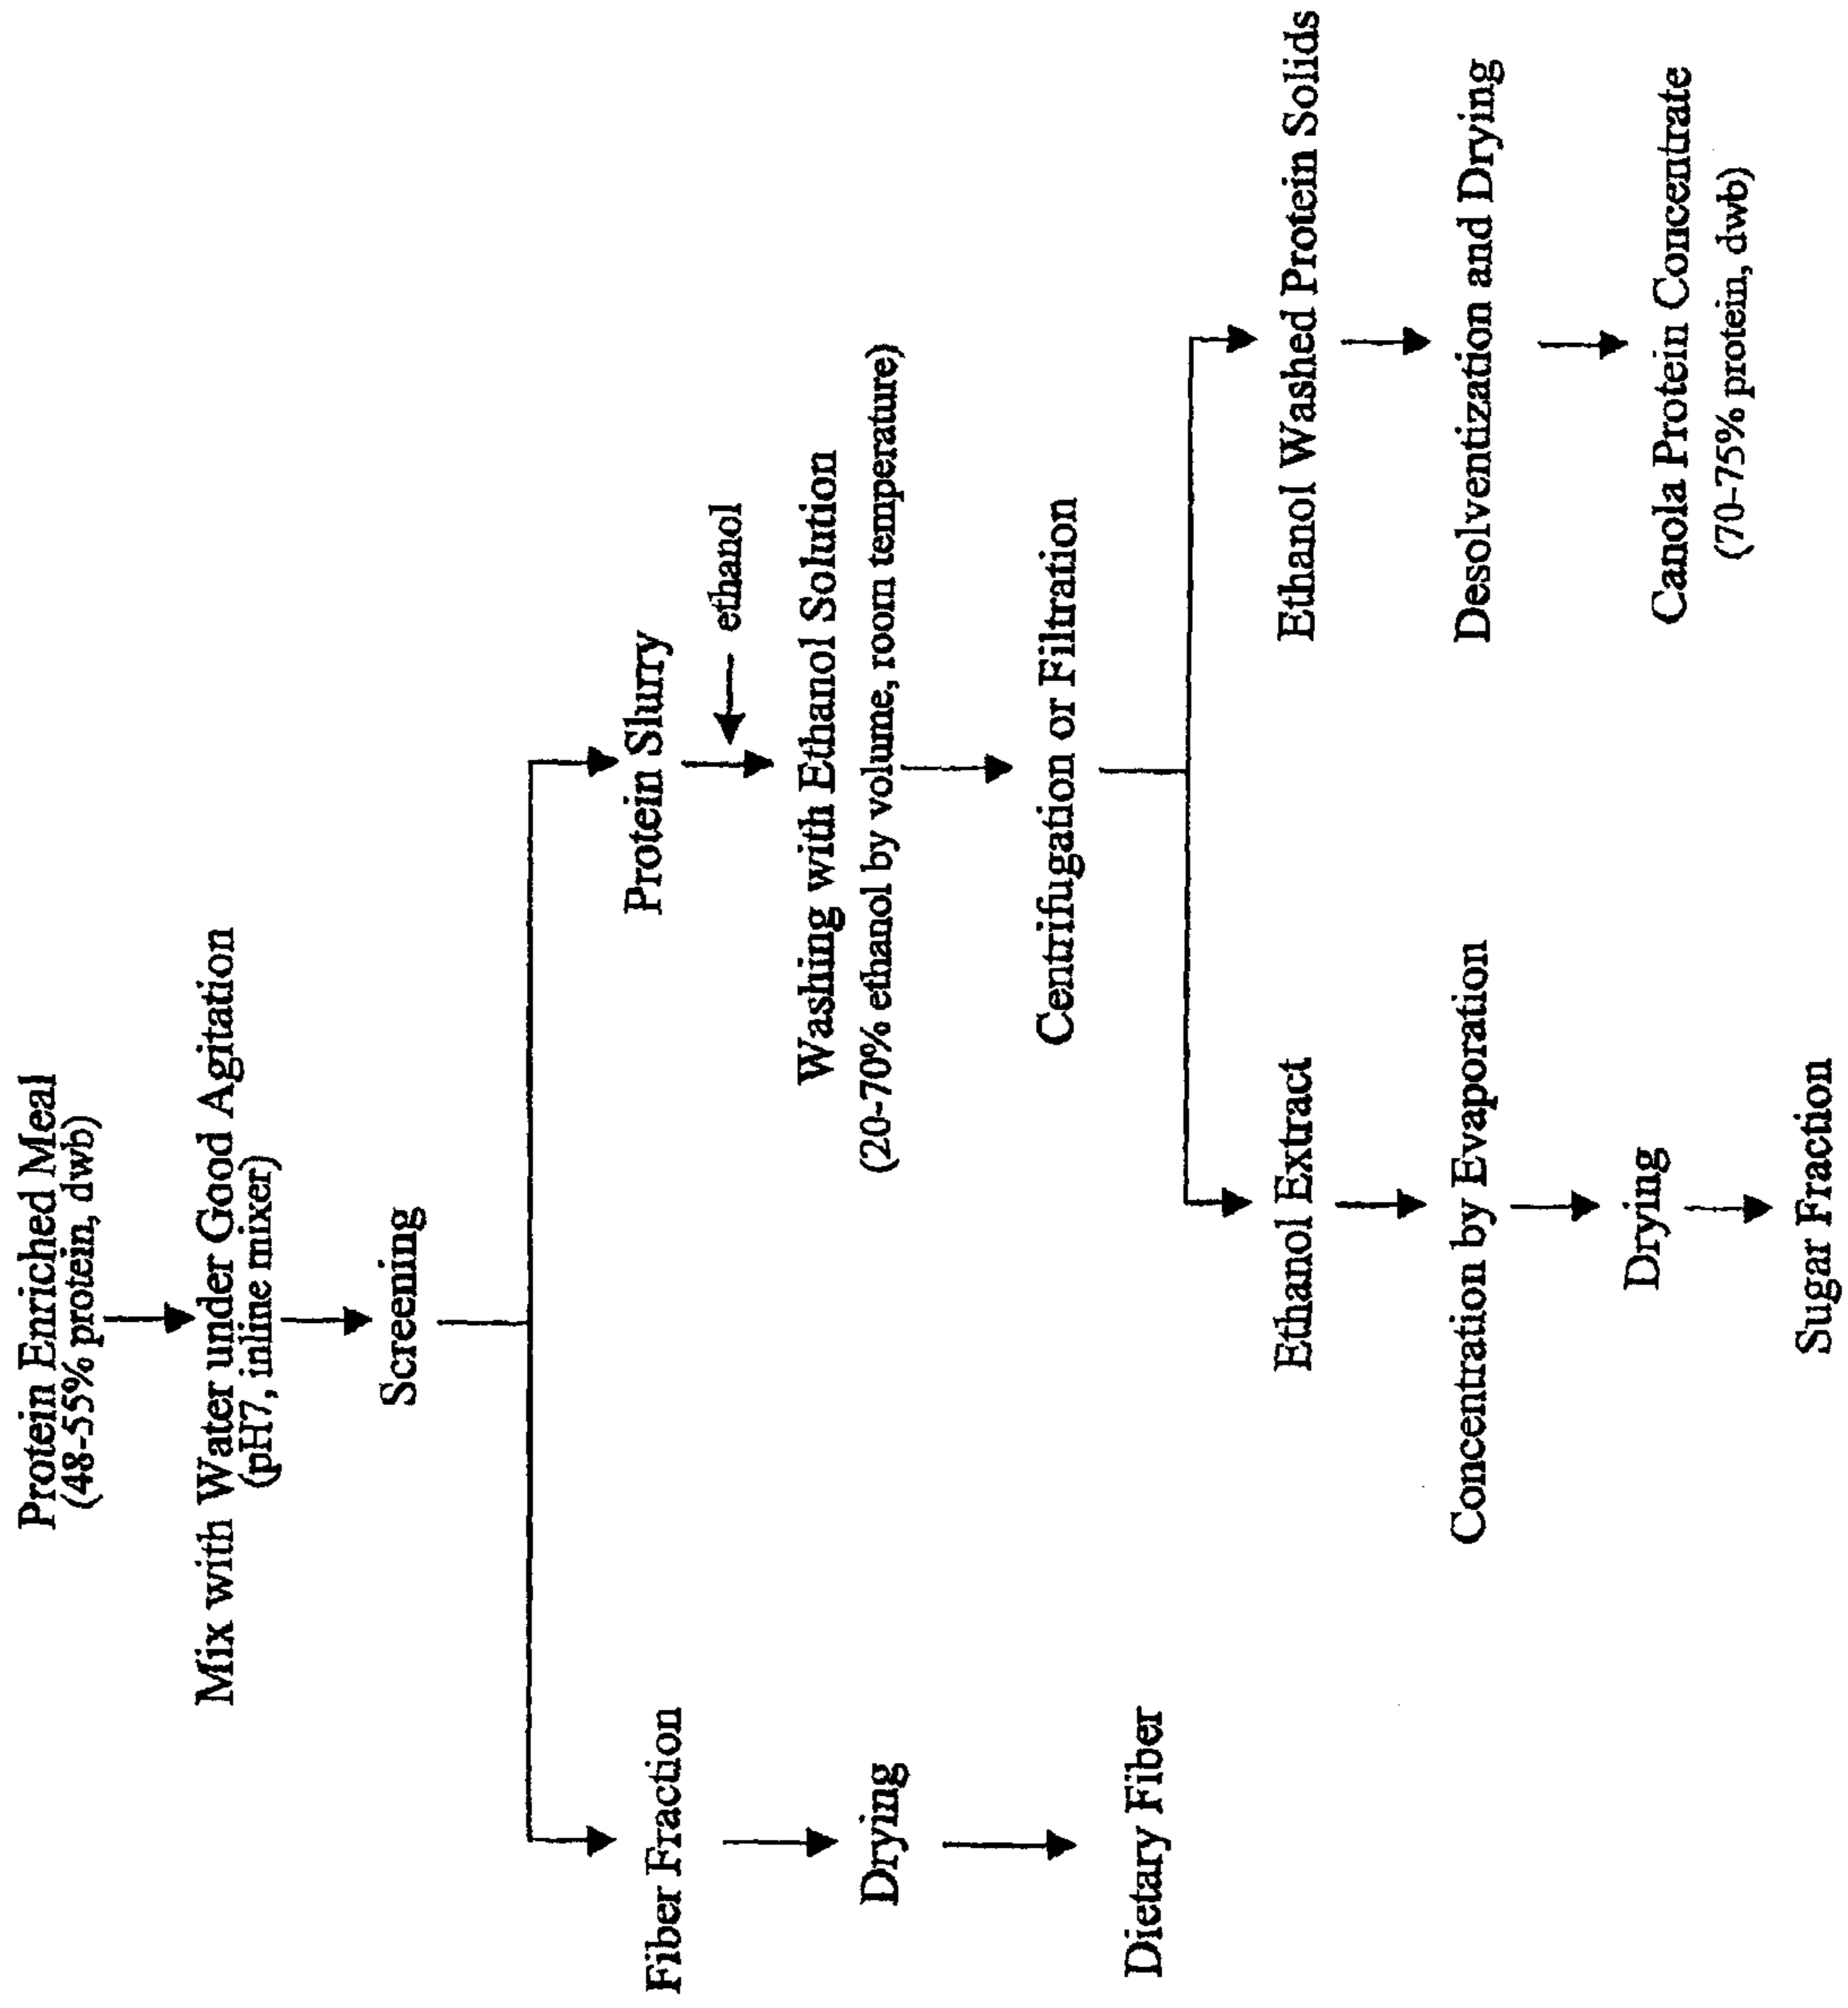 Protein Enriched Meal
(48-55% protein, dwb)
Mix with Water under Good Agitation
(pH7, inline mixer)
Screening
Fiber Fraction
Drying
Dietary Fiber
Protein Slurry
ethanol
Washing with Ethanol Solution
(20-70% ethanol by volume, room temperature)
Centrifugation or Filtration
Ethanol Extract
Concentration by Evaporation
Drying
Sugar Fraction
Ethanol Washed Protein Solids
Desolventization and Drying
Canola Protein Concentrate
(70-75% protein, dwb)